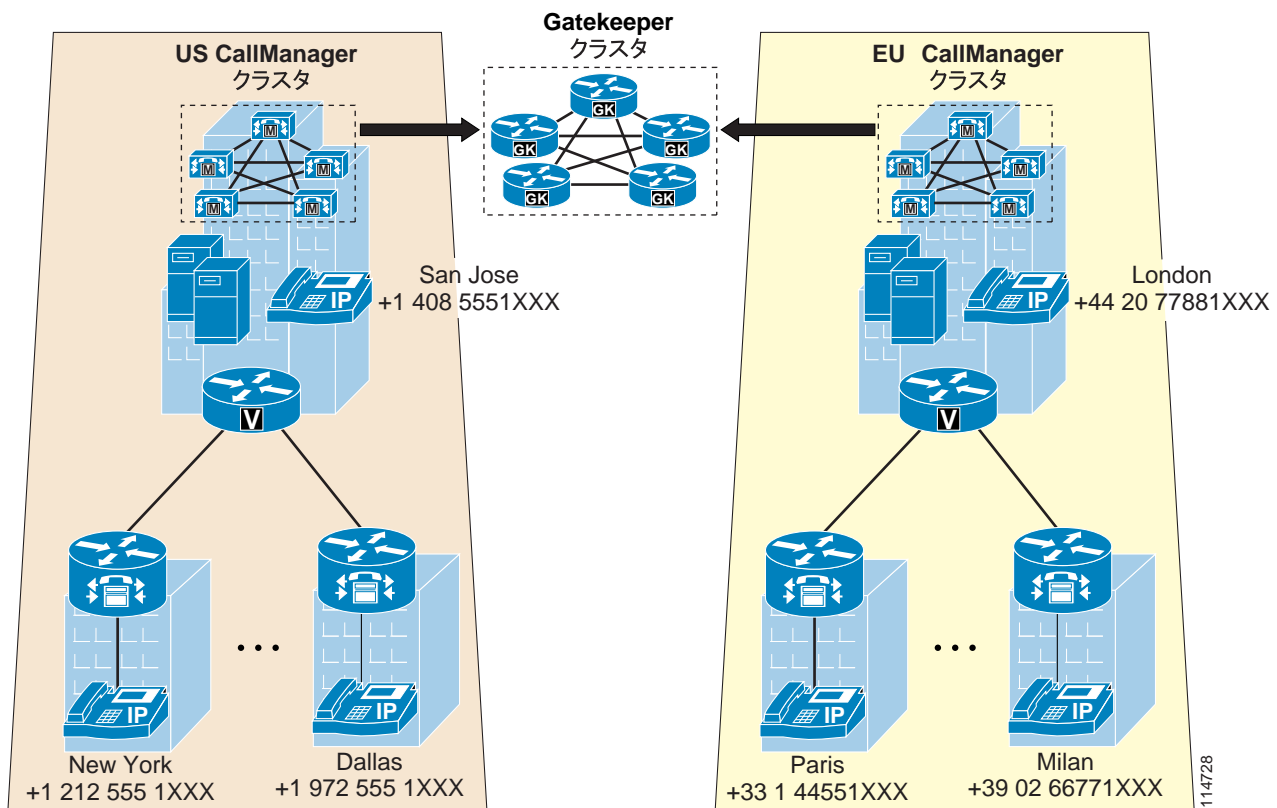 Gatekeeper
クラスタ
US CallManager
クラスタ
EU CallManager
クラスタ
GK
GK
GK
GK
GK
M
M
M
M
M
M
M
M
M
M
San Jose
+1 408 5551XXX
IP
London
+44 20 77881XXX
IP
V
V
IP
IP
IP
IP
New York
+1 212 555 1XXX
Dallas
+1 972 555 1XXX
Paris
+33 1 44551XXX
Milan
+39 02 66771XXX
114728